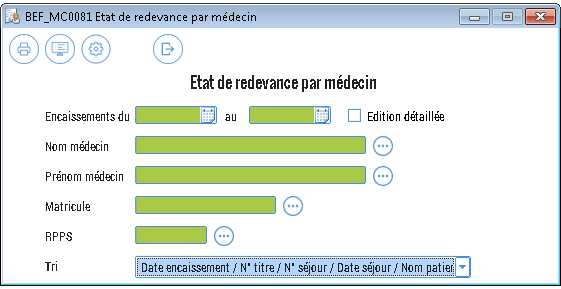 BEF_MC0081 Etat de redevance par médecin
Etat de redevance par médecin
Encaissements du au Edition détaillée
Nom médecin
Prénom médecin
Matricule
RPPS
Tri Date encaissement / N° titre / N° séjour / Date séjour / Nom patier